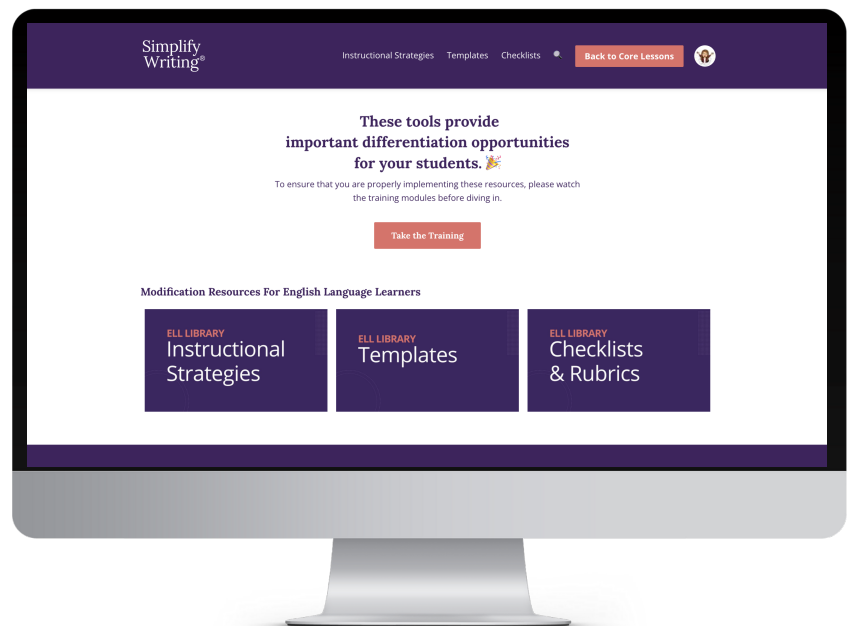 Simplify
Writing®
Instructional Strategies
Templates
Checklists
Back to Core Lessons
These tools provide
important differentiation opportunities
for your students. 🎉
To ensure that you are properly implementing these resources, please watch
the training modules before diving in.
Take the Training
Modification Resources For English Language Learners
ELL LIBRARY
Instructional
Strategies
ELL LIBRARY
Templates
ELL LIBRARY
Checklists
& Rubrics